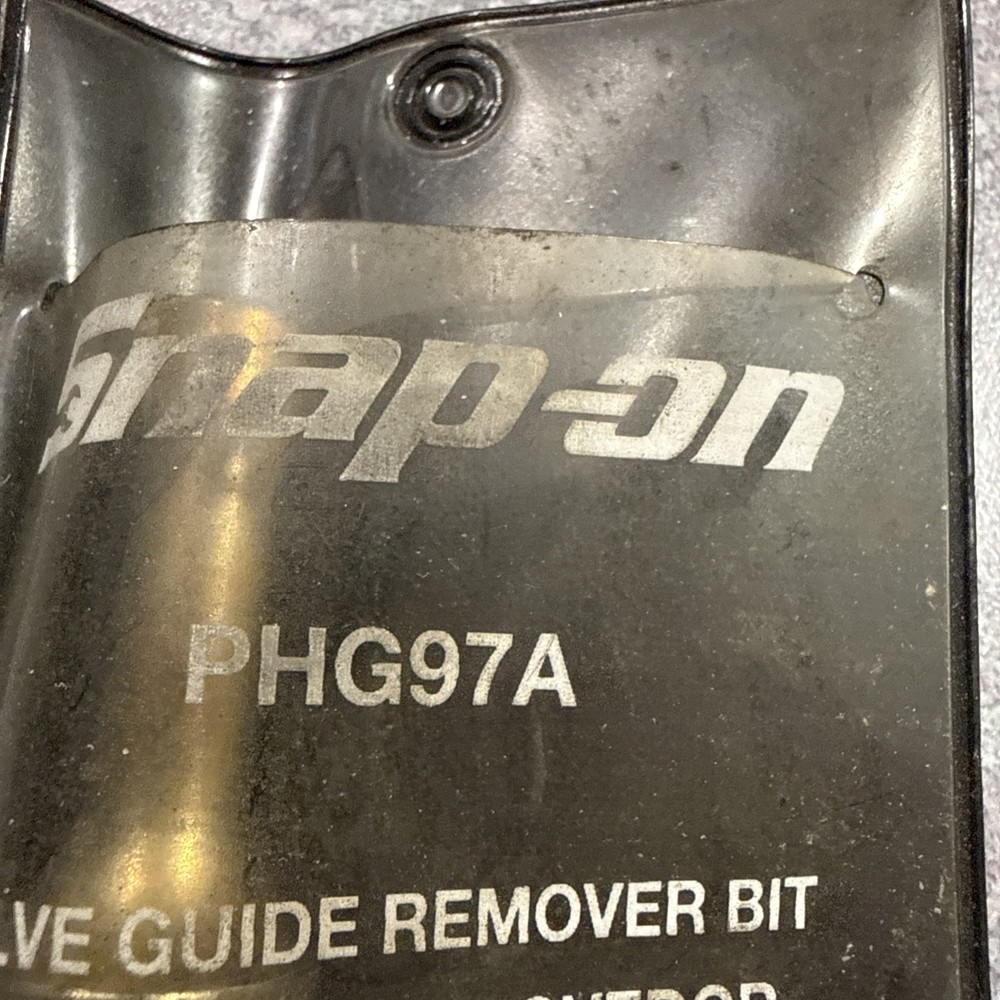 Snap-on
PHG97A
LVE GUIDE REMOVER BIT